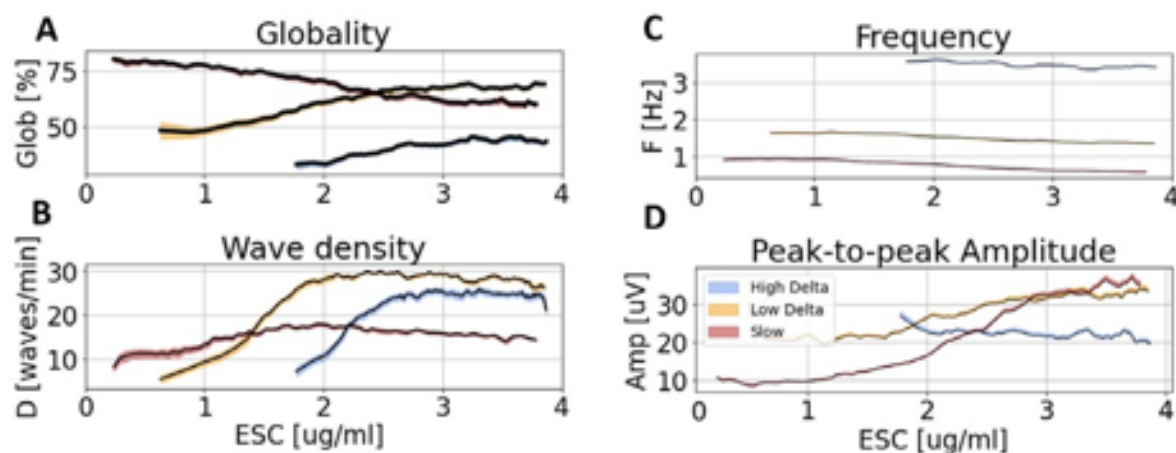 A
Globality
Glob [%]
75
50
0 1 2 3 4
B
Wave density
D [waves/min]
30
20
10
0 1 2 3 4
ESC [ug/ml]
C
Frequency
F [Hz]
3
2
1
0 1 2 3 4
D
Peak-to-peak Amplitude
Amp [uV]
30
20
10
High Delta
Low Delta
Slow
0 1 2 3 4
ESC [ug/ml]